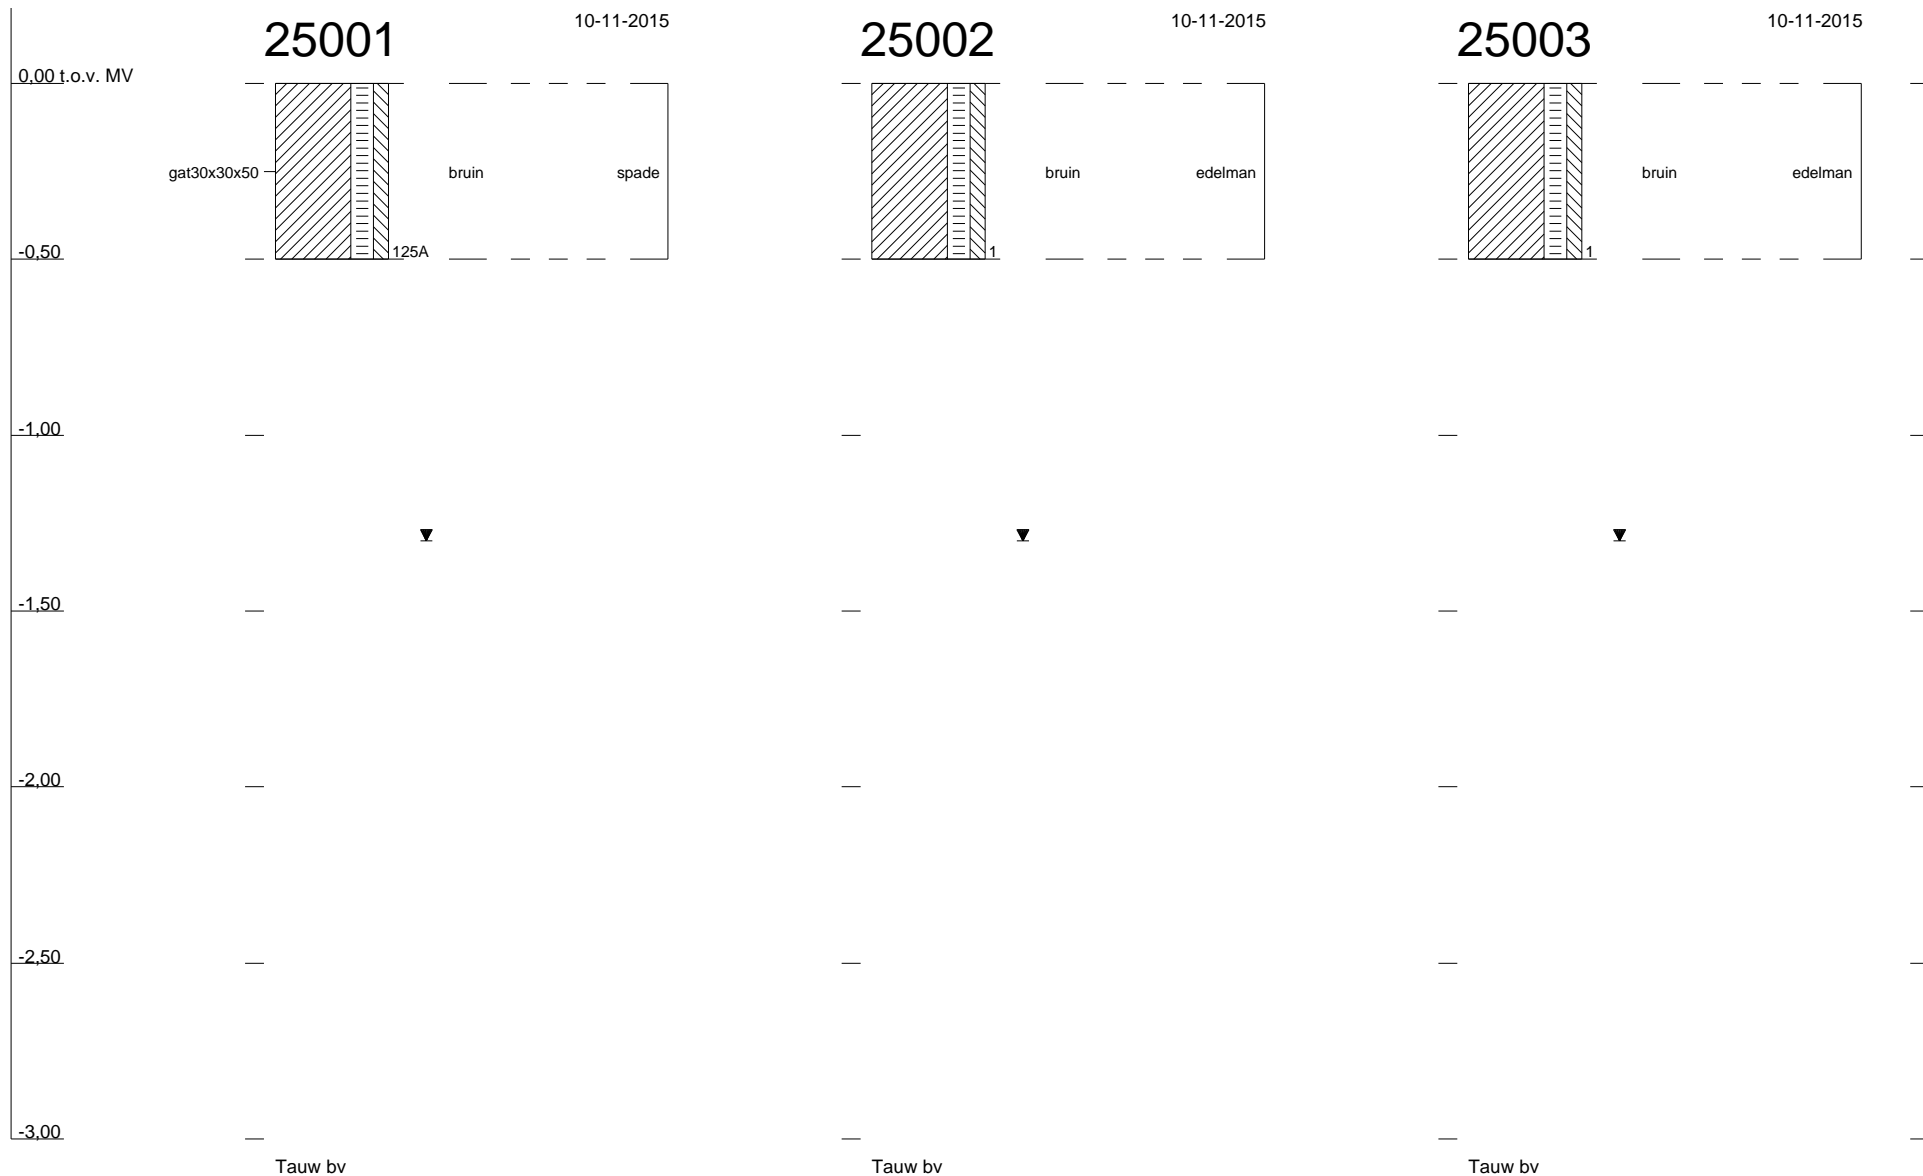 25001
10-11-2015
25002
10-11-2015
25003
10-11-2015
0,00 t.o.v. MV
gat30x30x50
bruin
spade
bruin
edelman
bruin
edelman
-0,50
125A
1
1
-1,00
-1,50
-2,00
-2,50
-3,00
Tauw bv
Tauw bv
Tauw bv